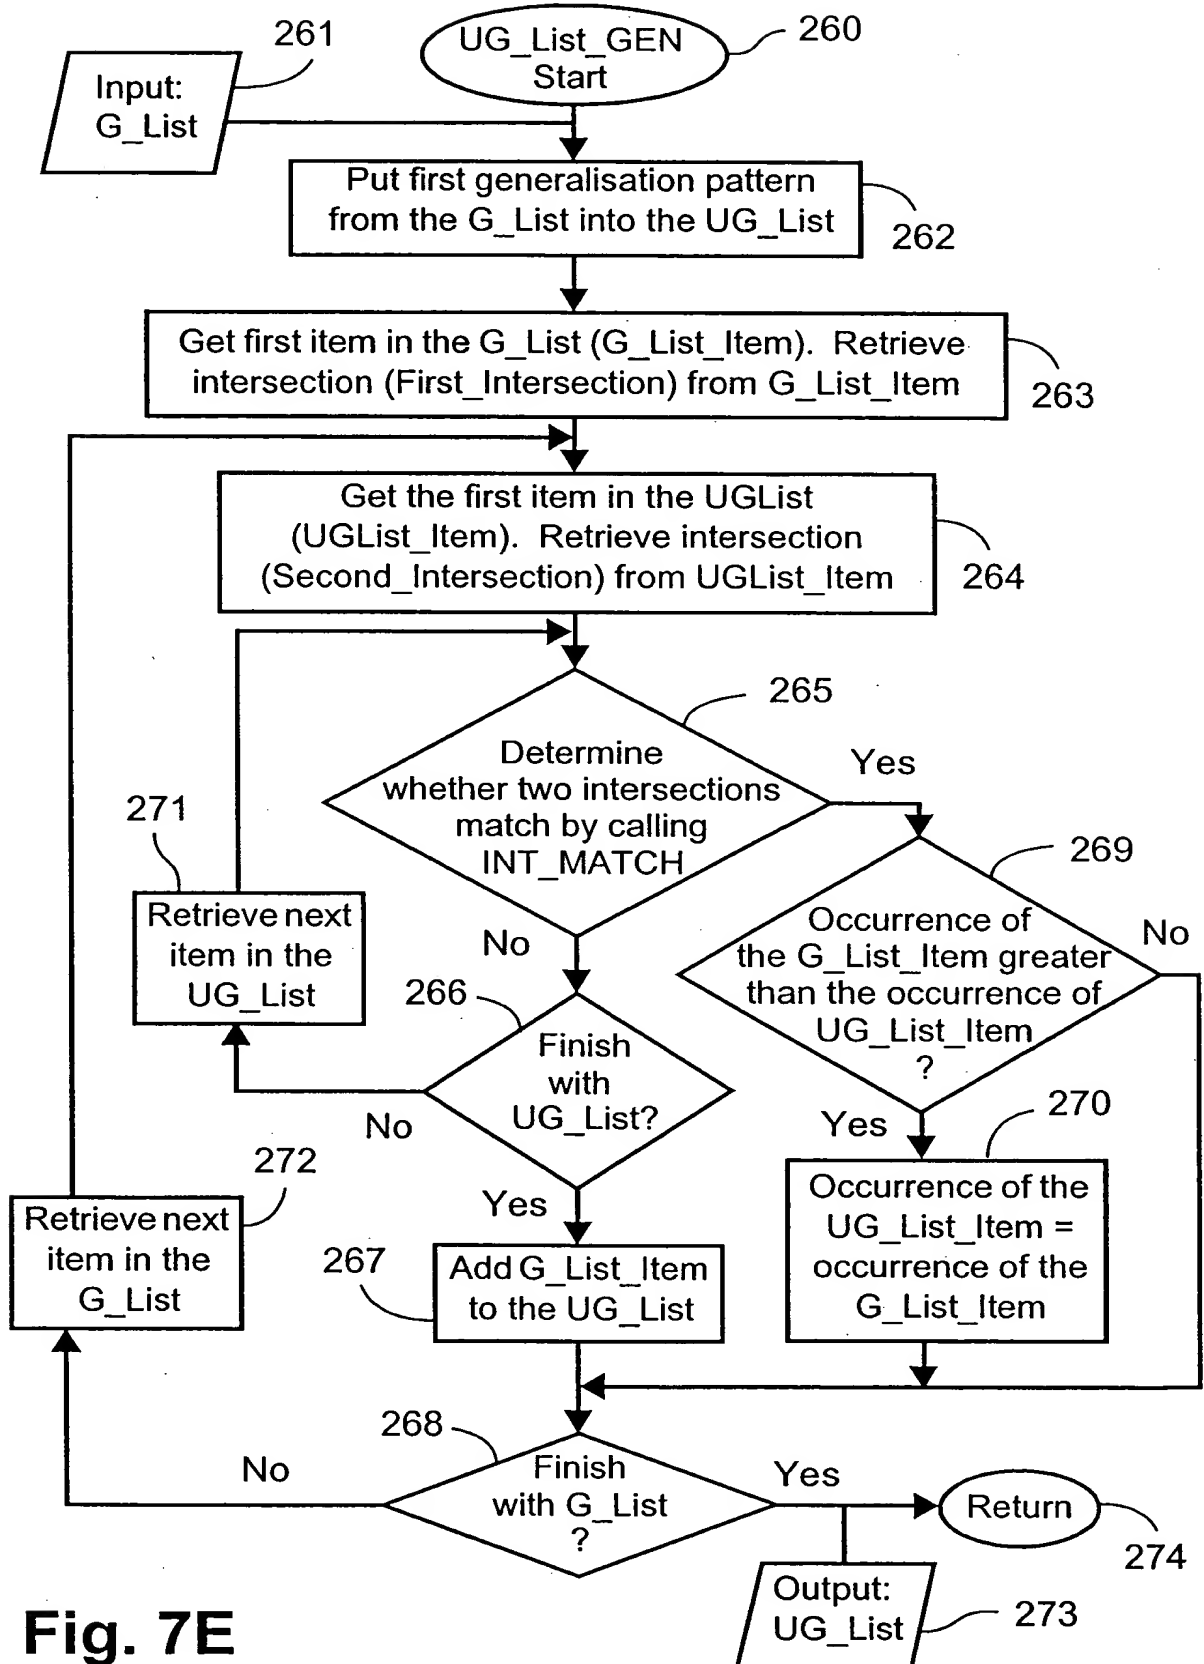 261
UG_List_GEN
Start
260
Input:
G_List
Put first generalisation pattern
from the G_List into the UG_List
262
Get first item in the G_List (G_List_Item). Retrieve
intersection (First_Intersection) from G_List_Item
263
Get the first item in the UGList
(UGList_Item). Retrieve intersection
(Second_Intersection) from UGList_Item
264
265
Determine
whether two intersections
match by calling
INT_MATCH
Yes
271
269
Retrieve next
item in the
UG_List
No
Occurrence of
the G_List_Item greater
than the occurrence of
UG_List_Item
?
No
266
Finish
with
UG_List?
No
Yes
270
272
Retrieve next
item in the
G_List
Yes
267
Add G_List_Item
to the UG_List
Occurrence of the
UG_List_Item =
occurrence of the
G_List_Item
268
No
Finish
with G_List
?
Yes
Return
274
Output:
UG_List
273
Fig. 7E